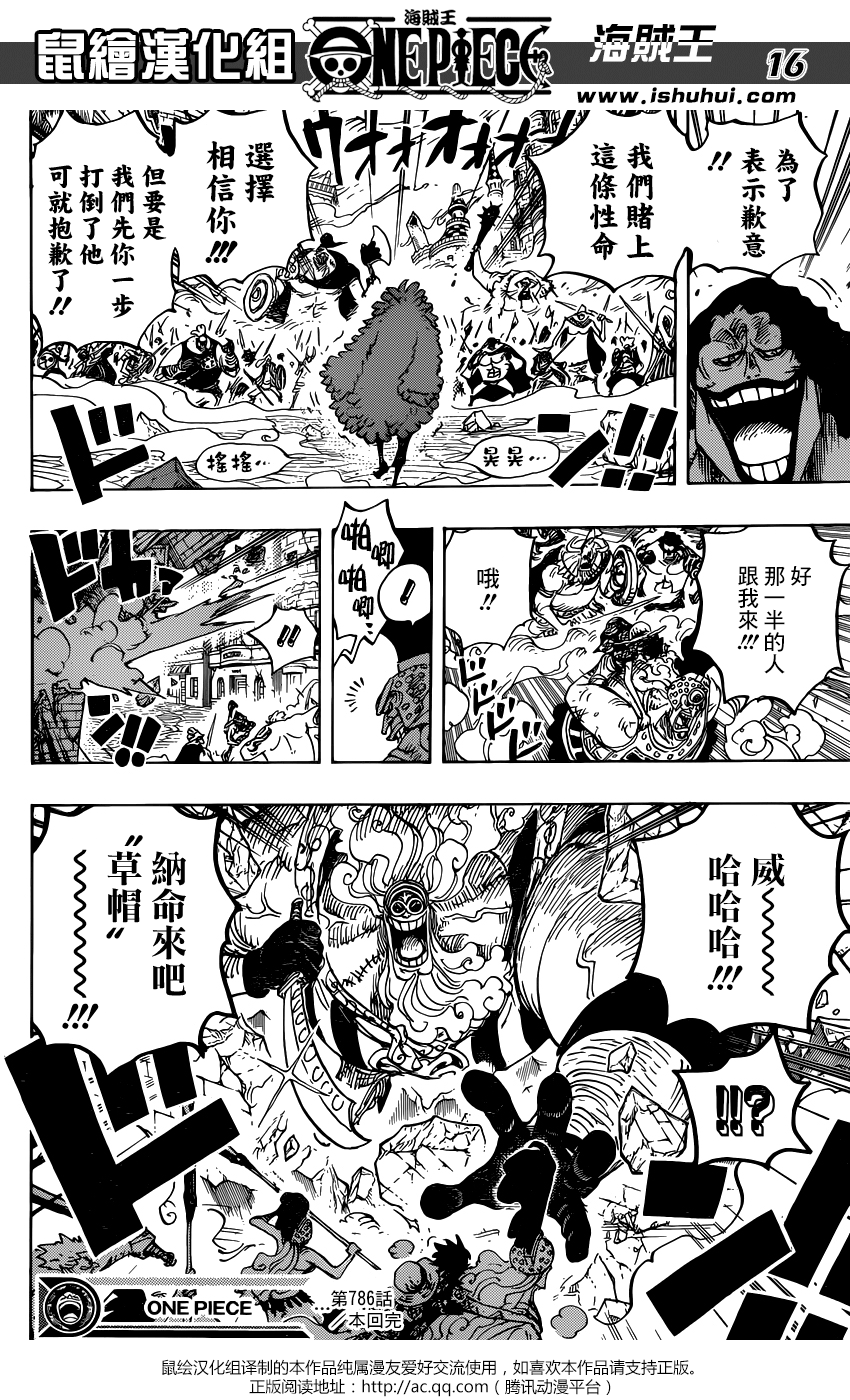 鼠繪漢化組
海賊王
ONE PIECE
海賊王
16
www.ishuhui.com
為了
表示歉意
!!
我們賭上
這條性命
選擇
相信你!!!
但要是
我們先你一步
打倒了他
可就抱歉了!!
ウオオオオ
晃晃…
搖搖…
ドン!!
好
那一半的人
跟我來!!!
哦!!
ドドドド
!
啪唧
啪唧…
!!
ドカァン!!
威~
哈哈哈!!!
納命來吧
"草帽"
~!!!
!!?
ドン!!
ONE PIECE
…第786話
／本回完
鼠绘汉化组译制的本作品纯属漫友爱好交流使用，如喜欢本作品请支持正版。
正版阅读地址：http://ac.qq.com（腾讯动漫平台）